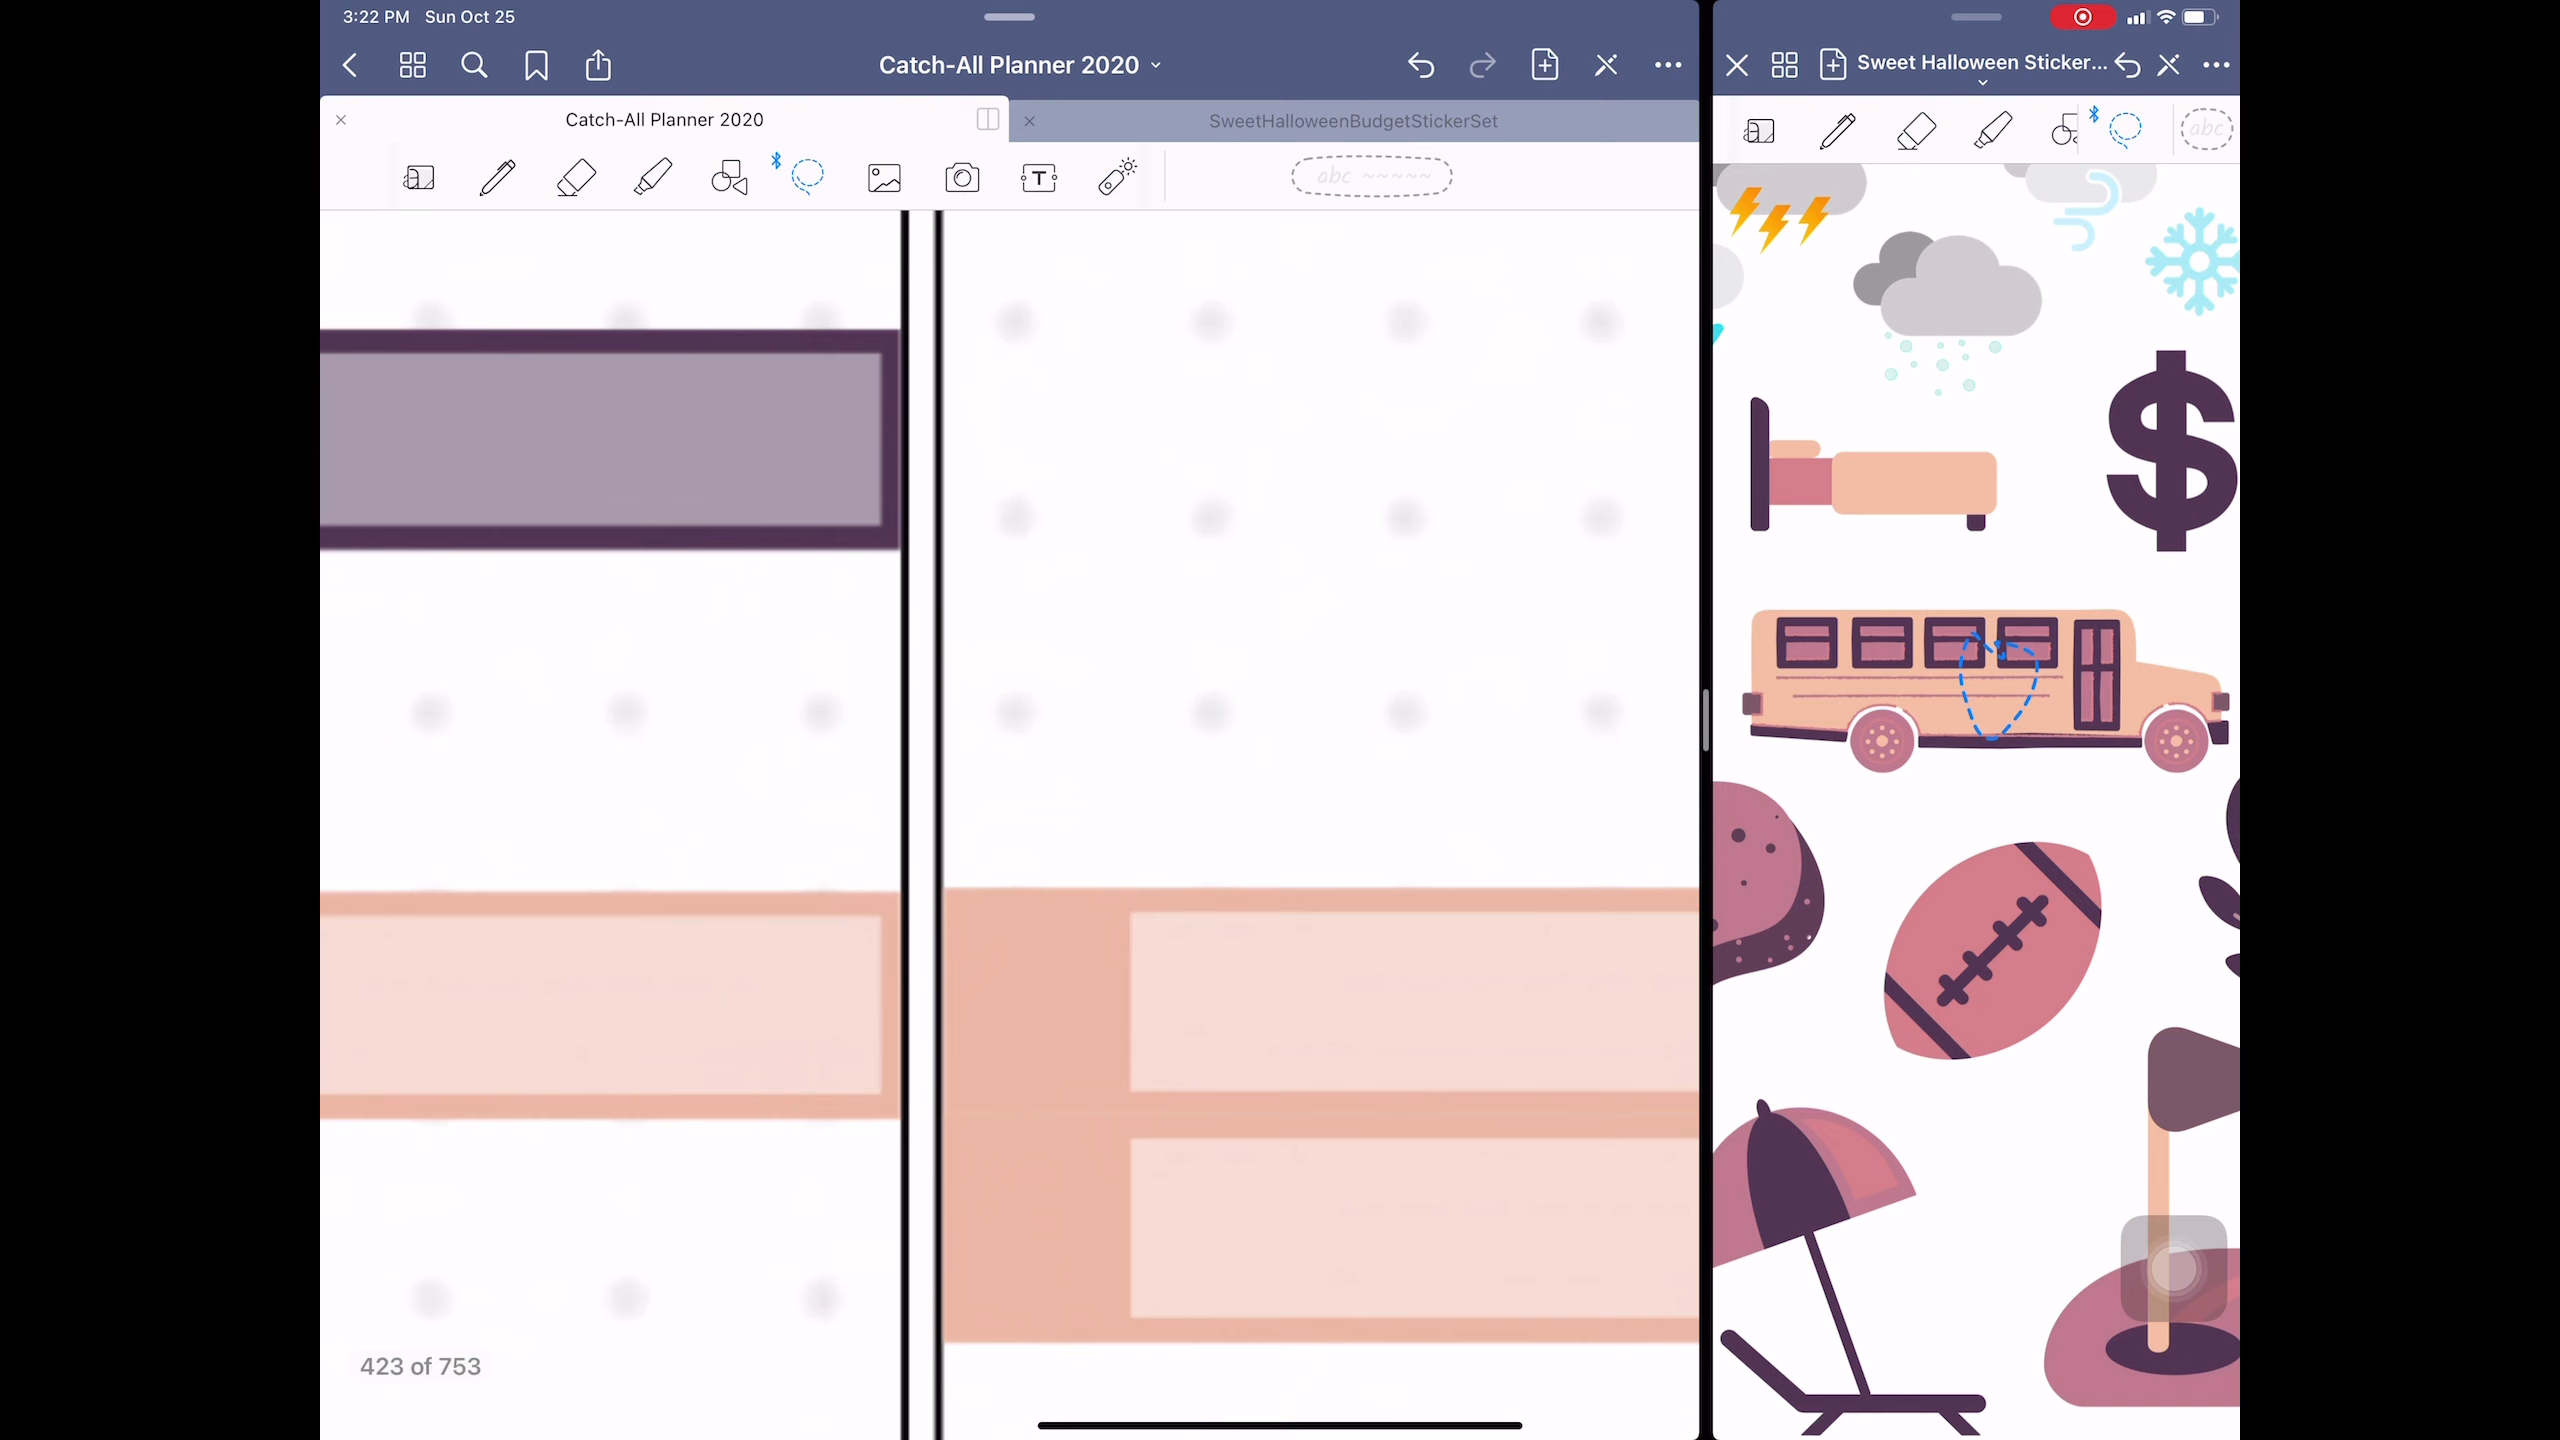 3:22 PM Sun Oct 25
Catch-All Planner 2020
Sweet Halloween Sticker...
Catch-All Planner 2020
SweetHalloweenBudgetStickerSet
T
abc
abc
$
423 of 753